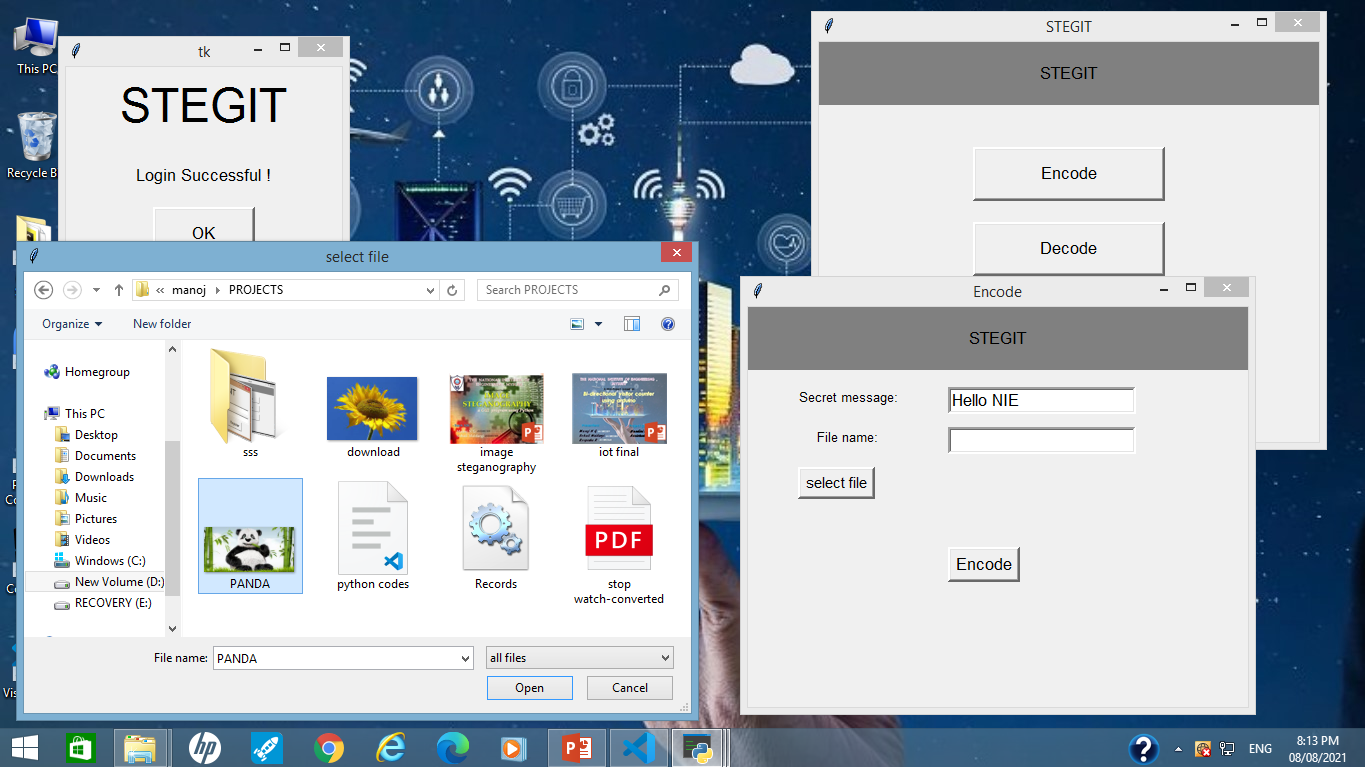 This PC
Recycle B
tk
STEGIT
Login Successful !
OK
STEGIT
STEGIT
Encode
Decode
select file
manoj
PROJECTS
Search PROJECTS
Organize
New folder
Homegroup
This PC
Desktop
Documents
Downloads
Music
Pictures
Videos
Windows (C:)
New Volume (D:)
RECOVERY (E:)
sss
download
image
steganography
iot final
PANDA
python codes
PDF
Records
stop
watch-converted
File name:
PANDA
all files
Open
Cancel
Encode
STEGIT
Secret message:
Hello NIE
File name:
select file
Encode
hp
ENG
8:13 PM
08/08/2021